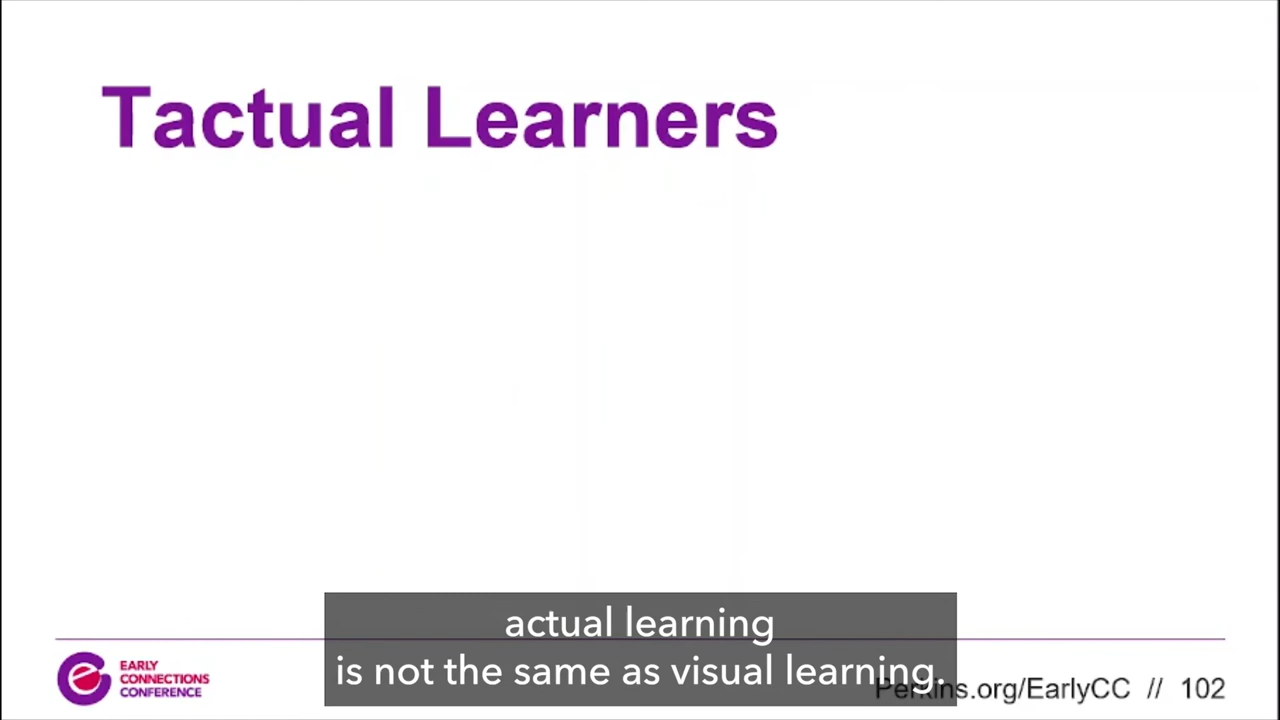 Tactual Learners
actual learning
is not the same as visual learning.
EARLY
CONNECTIONS
CONFERENCE
Perkins.org/EarlyCC // 102